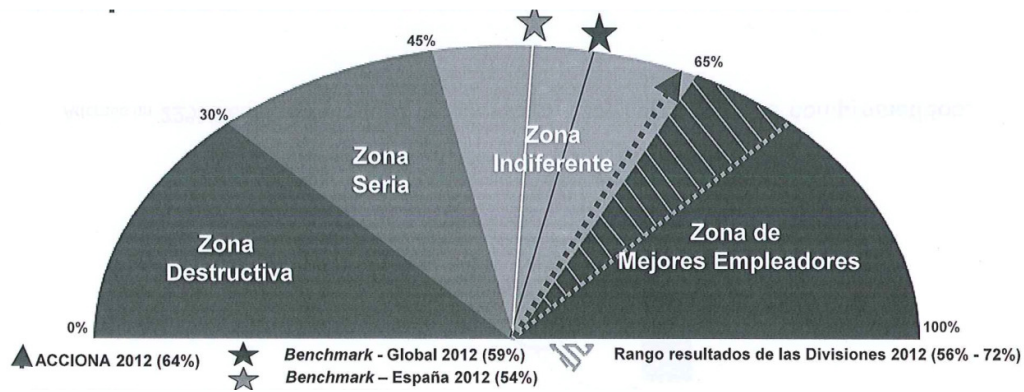 45%
65%
30%
Zona
Indiferente
Zona
Seria
Zona de
Mejores Empleadores
Zona
Destructiva
0%
100%
ACCIONA 2012 (64%)
Benchmark - Global 2012 (59%)
Rango resultados de las Divisiones 2012 (56% - 72%)
Benchmark – España 2012 (54%)